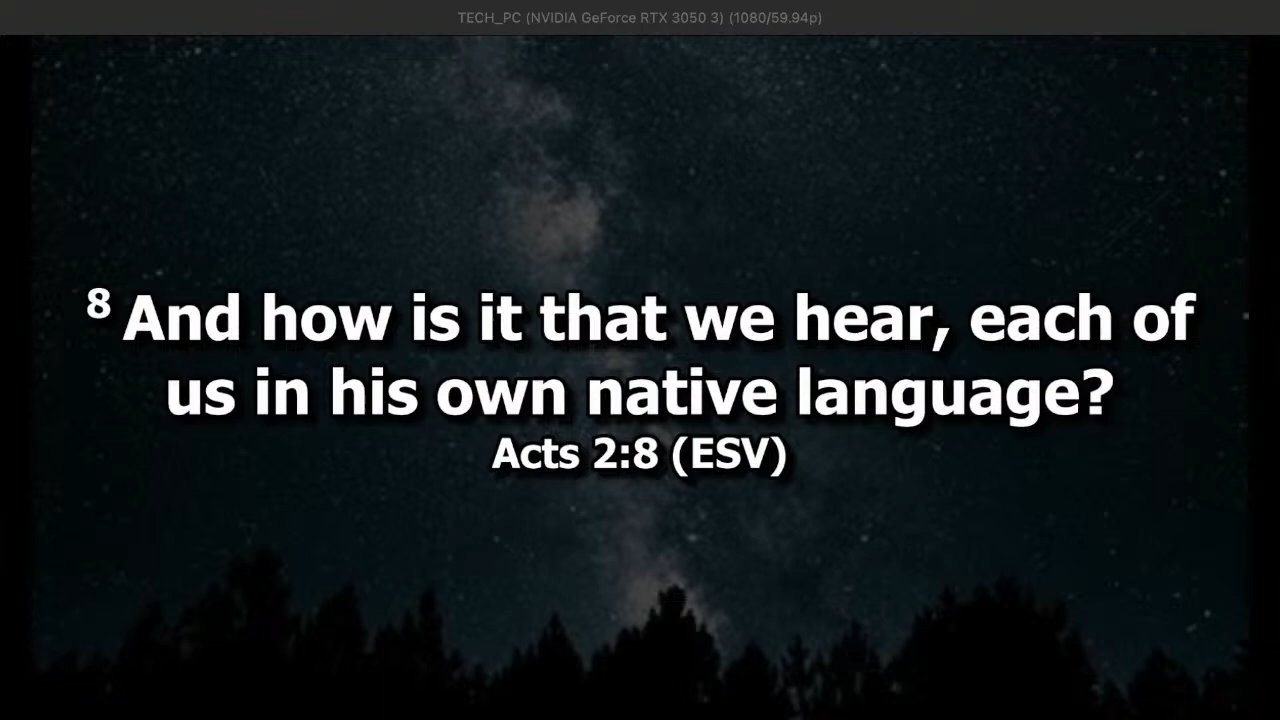 TECH_PC (NVIDIA GeForce RTX 3050 3) (1080/59.94p)
8 And how is it that we hear, each of
us in his own native language?
Acts 2:8 (ESV)